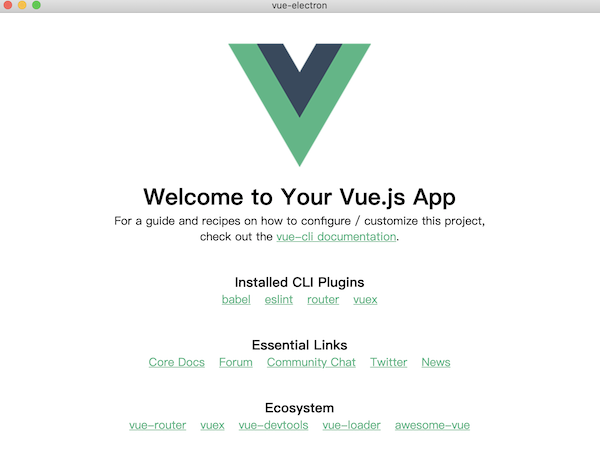 vue-electron
Welcome to Your Vue.js App
For a guide and recipes on how to configure / customize this project,
check out the vue-cli documentation.
Installed CLI Plugins
babel eslint router vuex
Essential Links
Core Docs Forum Community Chat Twitter News
Ecosystem
vue-router vuex vue-devtools vue-loader awesome-vue